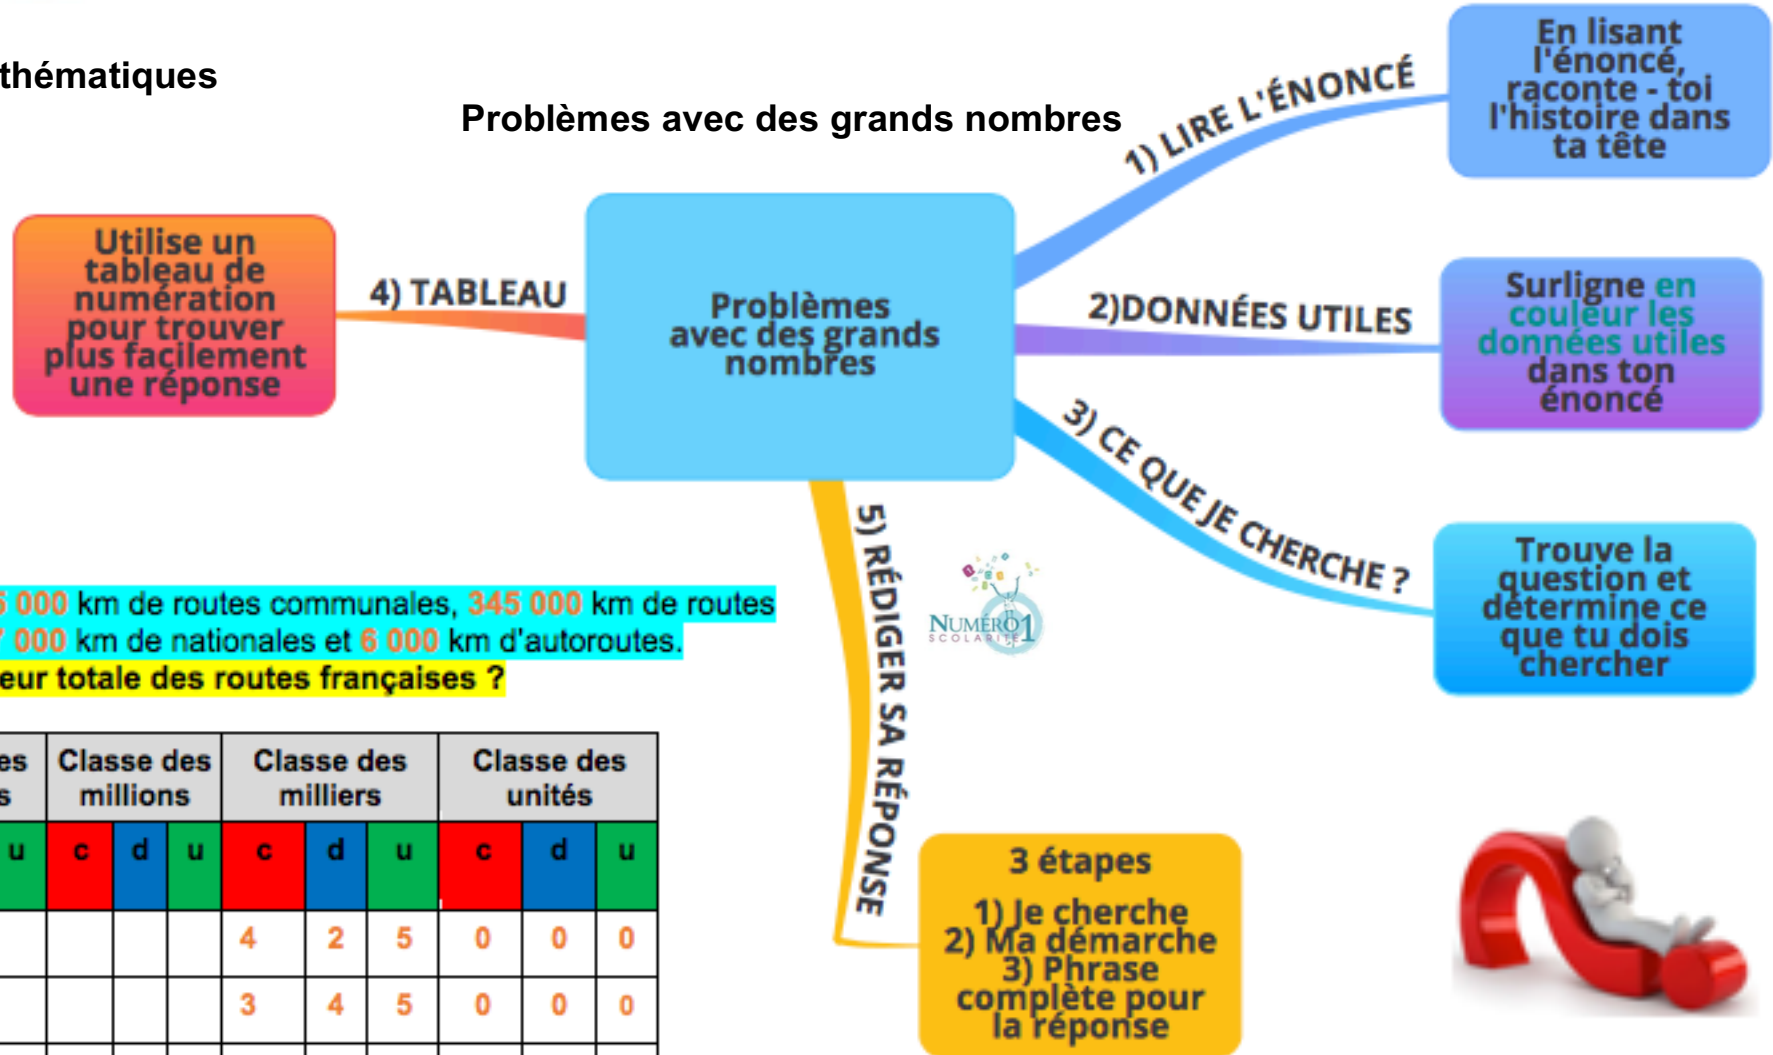 thématiques
Problèmes avec des grands nombres
1) LIRE L'ÉNONCÉ
En lisant
l'énoncé,
raconte - toi
l'histoire dans
ta tête
Utilise un
tableau de
numération
pour trouver
plus facilement
une réponse
4) TABLEAU
Problèmes
avec des grands
nombres
2)DONNÉES UTILES
Surligne en
couleur les
données utiles
dans ton
énoncé
3) CE QUE JE CHERCHE ?
Trouve la
question et
détermine ce
que tu dois
chercher
5) RÉDIGER SA RÉPONSE
NUMÉRO1
SCOLARITÉ
3 étapes
1) Je cherche
2) Ma démarche
3) Phrase
complète pour
la réponse
5 000 km de routes communales, 345 000 km de routes
7 000 km de nationales et 6 000 km d'autoroutes.
eur totale des routes françaises ?
es Classe des Classe des Classe des
s millions milliers unités
u c d u c d u c d u
4 2 5 0 0 0
3 4 5 0 0 0